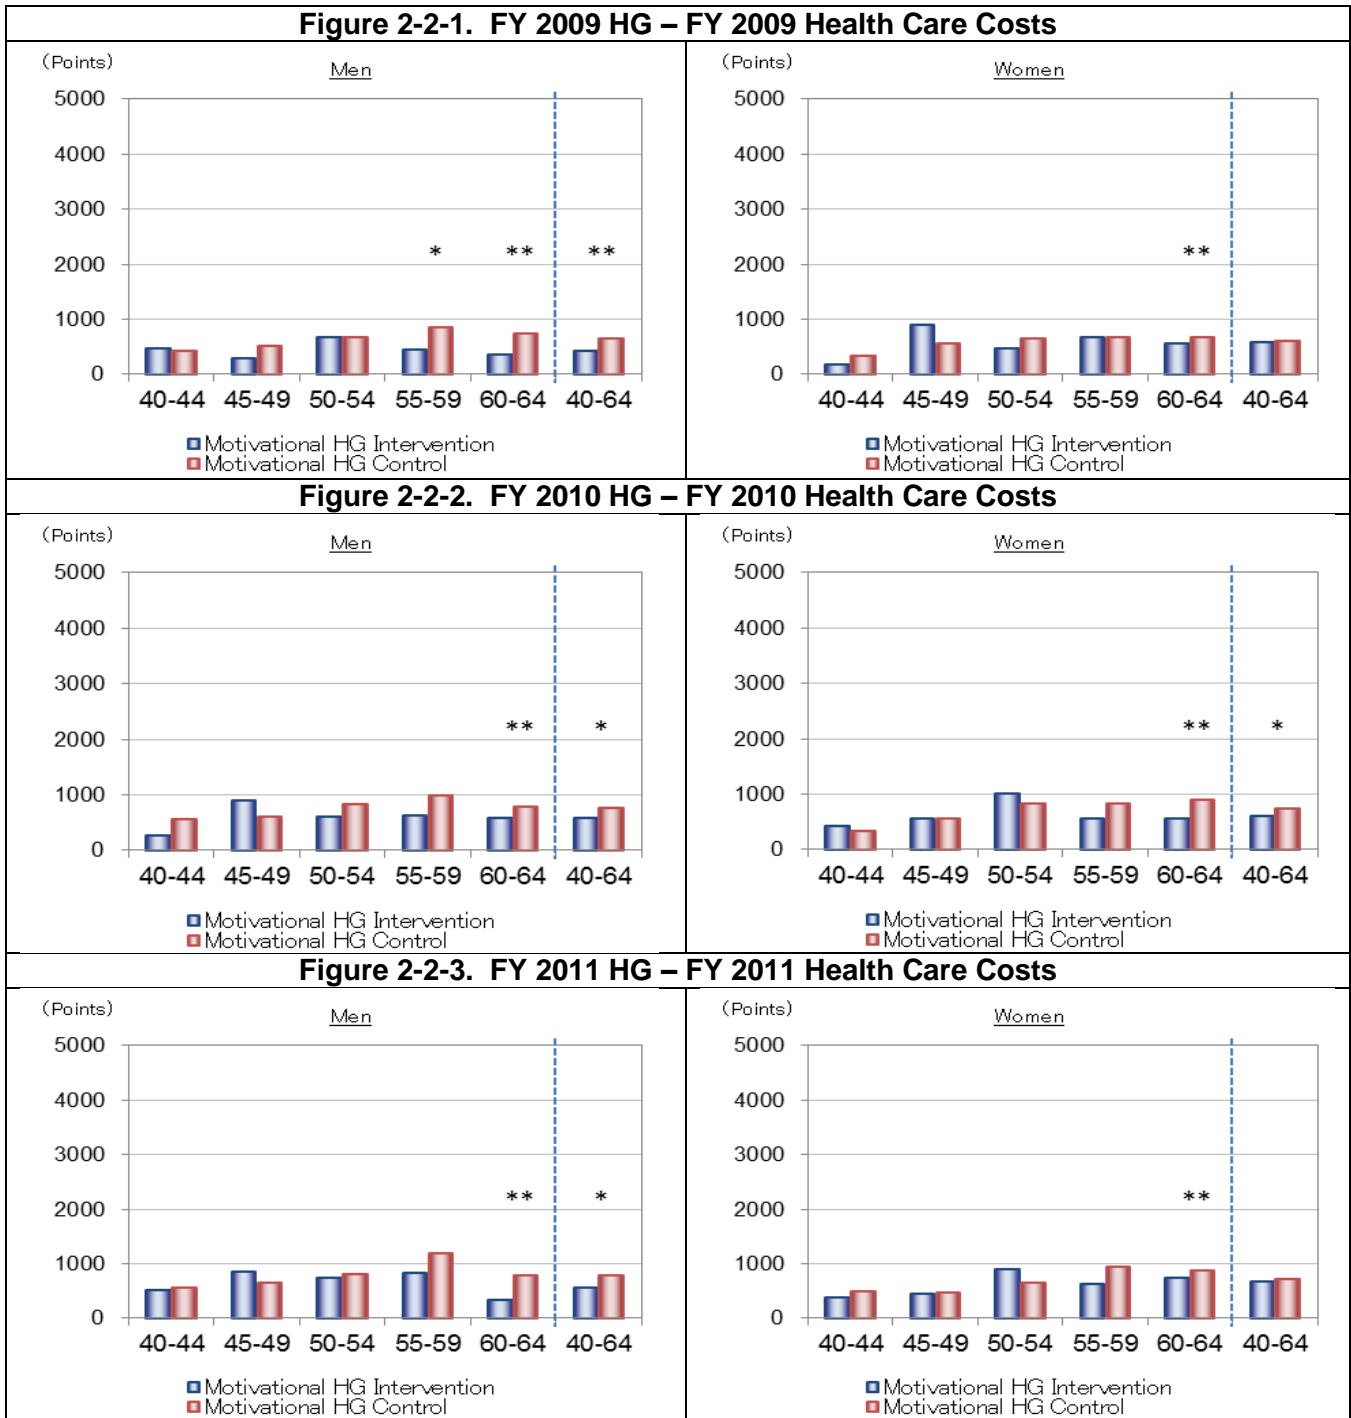 Figure 2-2-1.  FY 2009 HG – FY 2009 Health Care Costs
(Points)
Men
5000
4000
3000
2000
1000
0
* ** **
40-44 45-49 50-54 55-59 60-64 40-64
Motivational HG Intervention
Motivational HG Control
(Points)
Women
5000
4000
3000
2000
1000
0
**
40-44 45-49 50-54 55-59 60-64 40-64
Motivational HG Intervention
Motivational HG Control
Figure 2-2-2.  FY 2010 HG – FY 2010 Health Care Costs
(Points)
Men
5000
4000
3000
2000
1000
0
** *
40-44 45-49 50-54 55-59 60-64 40-64
Motivational HG Intervention
Motivational HG Control
(Points)
Women
5000
4000
3000
2000
1000
0
** *
40-44 45-49 50-54 55-59 60-64 40-64
Motivational HG Intervention
Motivational HG Control
Figure 2-2-3.  FY 2011 HG – FY 2011 Health Care Costs
(Points)
Men
5000
4000
3000
2000
1000
0
** *
40-44 45-49 50-54 55-59 60-64 40-64
Motivational HG Intervention
Motivational HG Control
(Points)
Women
5000
4000
3000
2000
1000
0
**
40-44 45-49 50-54 55-59 60-64 40-64
Motivational HG Intervention
Motivational HG Control